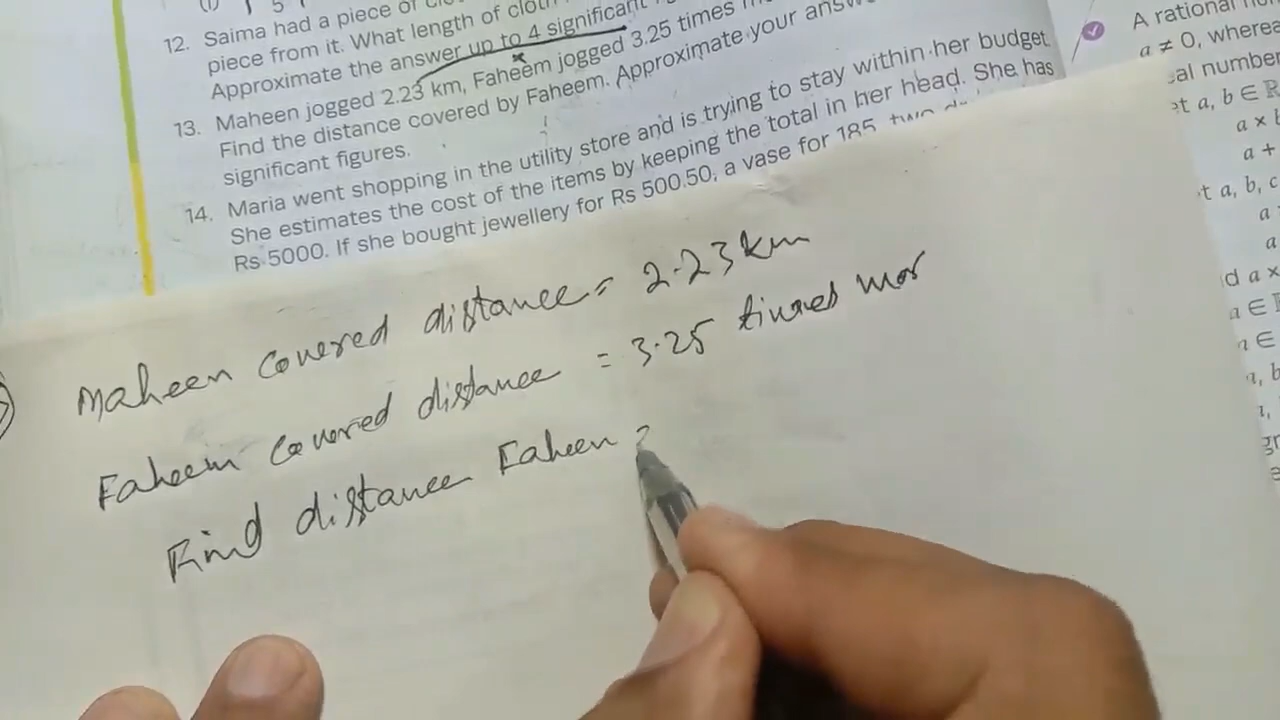 12. Saima had a piece of
piece from it. What length of cloth
Approximate the answer up to 4 significant
13. Maheen jogged 2.23 km, Faheem jogged 3.25 times
Find the distance covered by Faheem. Approximate your
significant figures.
14. Maria went shopping in the utility store and is trying to stay within her budget
She estimates the cost of the items by keeping the total in her head. She has
Rs 5000. If she bought jewellery for Rs 500.50, a vase for 185, two
A rational
a ≠ 0, wherea
al number
et a, b ∈ ℝ
a × b
a +
t a, b, c
d a ×
Maheen covered distance = 2.23 km
Faheem covered distance = 3.25 times mor
Find distance Faheen =